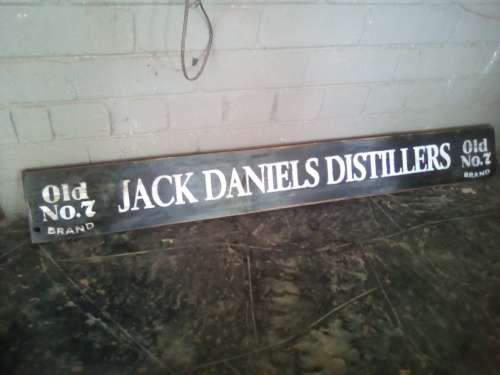 Old
No.7
BRAND
JACK DANIELS DISTILLERS
Old
No.7
BRAND